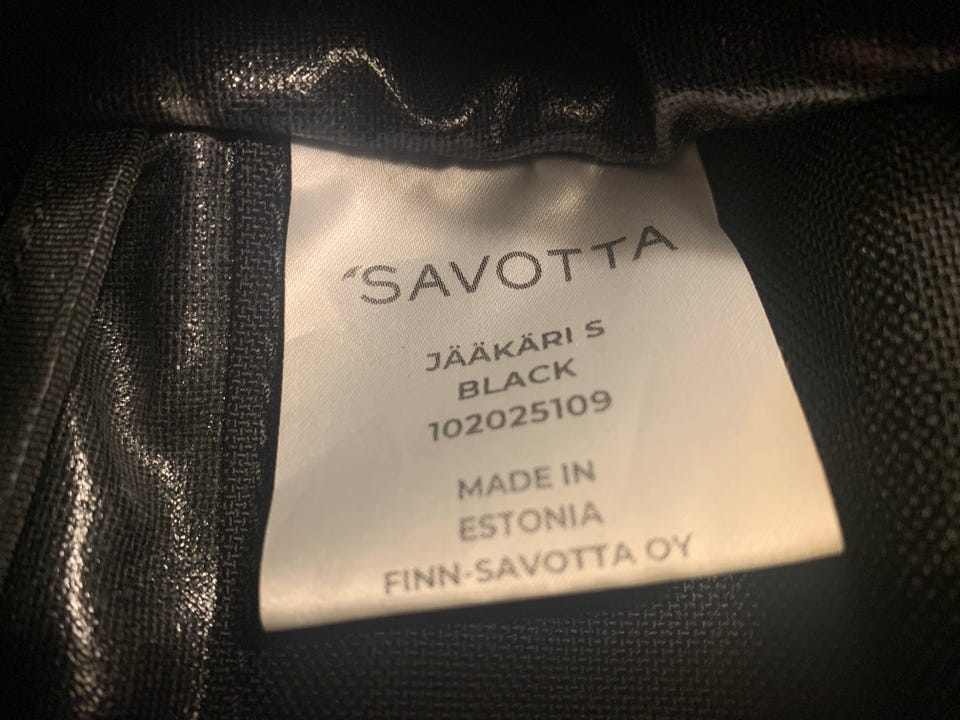 SAVOTTA
JÄÄKÄRI S
BLACK
102025109
MADE IN
ESTONIA
FINN-SAVOTTA OY